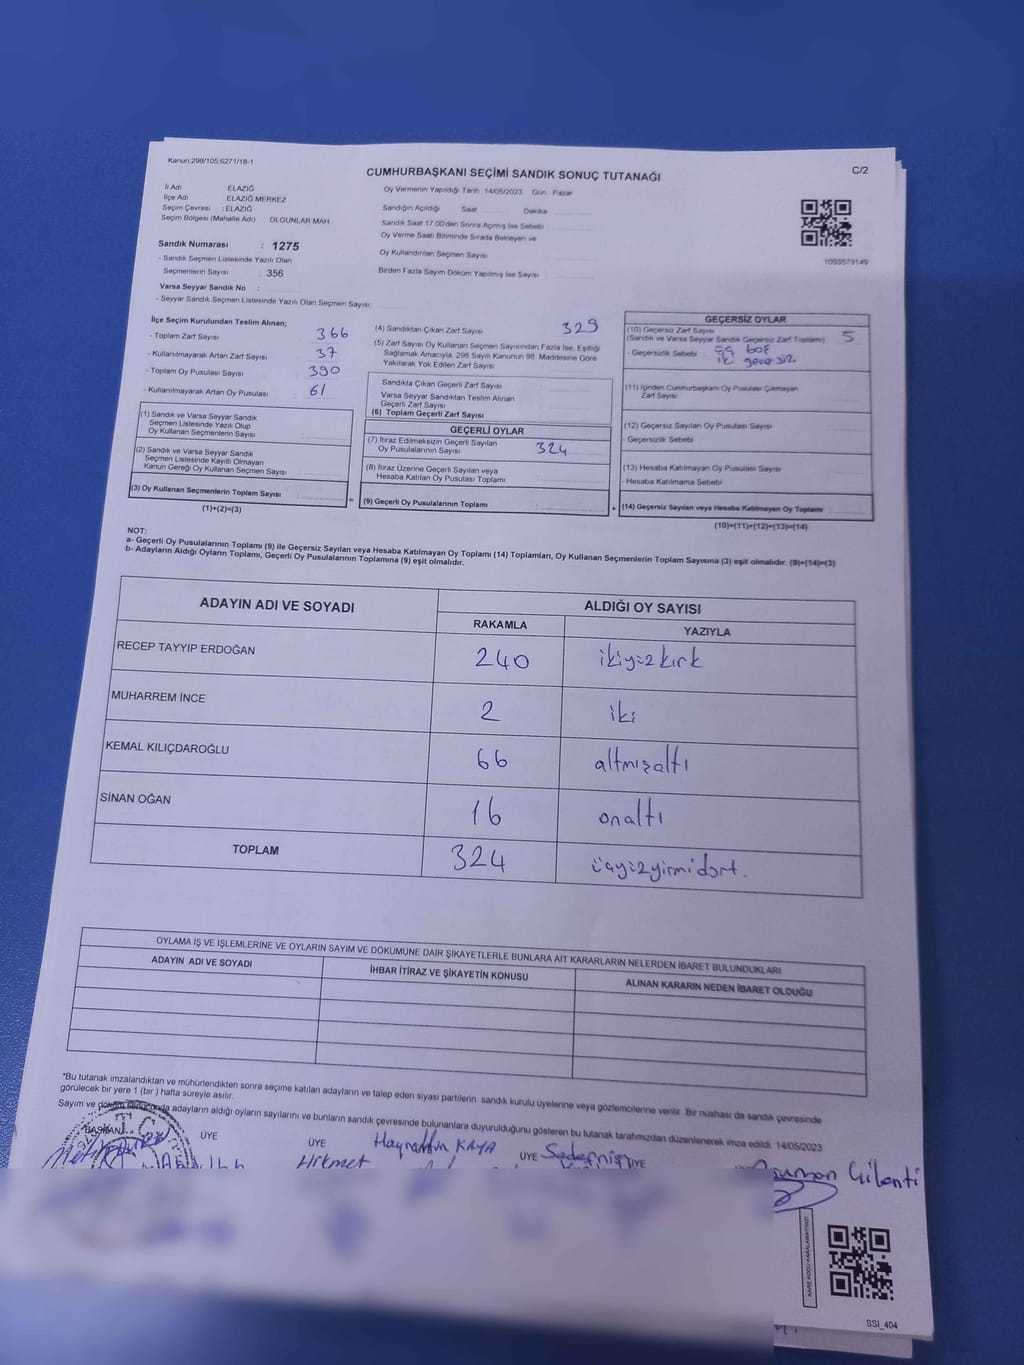 Kanun;298/105;6271/18-1
C/2
CUMHURBAŞKANI SEÇİMİ SANDIK SONUÇ TUTANAĞI
İl Adı ELAZIĞ
İlçe Adı ELAZIĞ MERKEZ
Seçim Çevresi : ELAZIĞ
Seçim Bölgesi (Mahalle Adı) OLGUNLAR MAH
Sandık Numarası : 1275
- Sandık Seçmen Listesinde Yazılı Olan
Seçmenlerin Sayısı : 356
Varsa Seyyar Sandık No :
- Seyyar Sandık Listesinde Yazılı Olan Seçmen Sayısı:
Oy Vermenin Yapıldığı Tarih 14/05/2023 Gün : Pazar
Sandığın Açıldığı Saat Dakika
Sandık Saat 17.00'den Sonra Açılmış İse Sebebi
Oy Verme Saati Bitiminde Sırada Bekleyen ve
Oy Kullandırılan Seçmen Sayısı
Birden Fazla Sayım Döküm Yapılmış İse Sayısı
1093579149
İlçe Seçim Kurulundan Teslim Alınan;
- Toplam Zarf Sayısı : 366
- Kullanılmayarak Artan Zarf Sayısı : 37
- Toplam Oy Pusulası Sayısı : 390
- Kullanılmayarak Artan Oy Pusulası : 61
(1) Sandık ve Varsa Seyyar Sandık
Seçmen Listesinde Yazılı Olup
Oy Kullanan Seçmenlerin Sayısı
(2) Sandık ve Varsa Seyyar Sandık
Seçmen Listesinde Kayıtlı Olmayan
Kanun Gereği Oy Kullanan Seçmen Sayısı
(3) Oy Kullanan Seçmenlerin Toplam Sayısı
(1)+(2)=(3)
(4) Sandıktan Çıkan Zarf Sayısı : 329
(5) Zarf Sayısı Oy Kullanan Seçmen Sayısından Fazla İse, Eşitliği
Sağlamak Amacıyla, 298 Sayılı Kanunun 98. Maddesine Göre
Yakılarak Yok Edilen Zarf Sayısı
Sandıkta Çıkan Geçerli Zarf Sayısı
Varsa Seyyar Sandıktan Teslim Alınan
Geçerli Zarf Sayısı
(6) Toplam Geçerli Zarf Sayısı
GEÇERLİ OYLAR
(7) İtiraz Edilmeksizin Geçerli Sayılan
Oy Pusulalarının Sayısı : 324
(8) İtiraz Üzerine Geçerli Sayılan veya
Hesaba Katılan Oy Pusulası Toplamı
(9) Geçerli Oy Pusulalarının Toplamı
GEÇERSİZ OYLAR
(10) Geçersiz Zarf Sayısı
(Sandık ve Varsa Seyyar Sandık Geçersiz Zarf Toplamı) 5
- Geçersizlik Sebebi üç boş
iki geçersiz
(11) İçinden Cumhurbaşkanı Oy Pusulası Çıkmayan
Zarf Sayısı
(12) Geçersiz Sayılan Oy Pusulası Sayısı
- Geçersizlik Sebebi
(13) Hesaba Katılmayan Oy Pusulası Sayısı
- Hesaba Katılmama Sebebi
(14) Geçersiz Sayılan veya Hesaba Katılmayan Oy Toplamı
(10)+(11)+(12)+(13)=(14)
NOT:
a- Geçerli Oy Pusulalarının Toplamı (9) ile Geçersiz Sayılan veya Hesaba Katılmayan Oy Toplamı (14) Toplamları, Oy Kullanan Seçmenlerin Toplam Sayısına (3) eşit olmalıdır. (9)+(14)=(3)
b- Adayların Aldığı Oyların Toplamı, Geçerli Oy Pusulalarının Toplamına (9) eşit olmalıdır.
ADAYIN ADI VE SOYADI ALDIĞI OY SAYISI
RAKAMLA YAZIYLA
RECEP TAYYİP ERDOĞAN 240 ikiyüzkırk
MUHARREM İNCE 2 iki
KEMAL KILIÇDAROĞLU 66 altmışaltı
SİNAN OĞAN 16 onaltı
TOPLAM 324 üçyüzyirmidört.
OYLAMA İŞ VE İŞLEMLERİNE VE OYLARIN SAYIM VE DÖKÜMÜNE DAİR ŞİKAYETLERLE BUNLARA AİT KARARLARIN NELERDEN İBARET BULUNDUKLARI
ADAYIN ADI VE SOYADI İHBAR İTİRAZ VE ŞİKAYETİN KONUSU ALINAN KARARIN NEDEN İBARET OLDUĞU
*Bu tutanak imzalandıktan ve mühürlendikten sonra seçime katılan adayların ve talep eden siyasi partilerin sandık kurulu üyelerine veya gözlemcilerine verilir. Bir nüshası da sandık çevresinde
görülecek bir yere 1 (bir ) hafta süreyle asılır.
Sayım ve döküm sonucunda adayların aldığı oyların sayılarını ve bunların sandık çevresinde bulunanlara duyurulduğunu gösteren bu tutanak tarafımızdan düzenlenerek imza edildi. 14/05/2023
BAŞKAN ÜYE ÜYE Hayrattin KAYA ÜYE ÜYE
Hikmet
KARE KODU KARALAMAYINIZ!
SSI_404